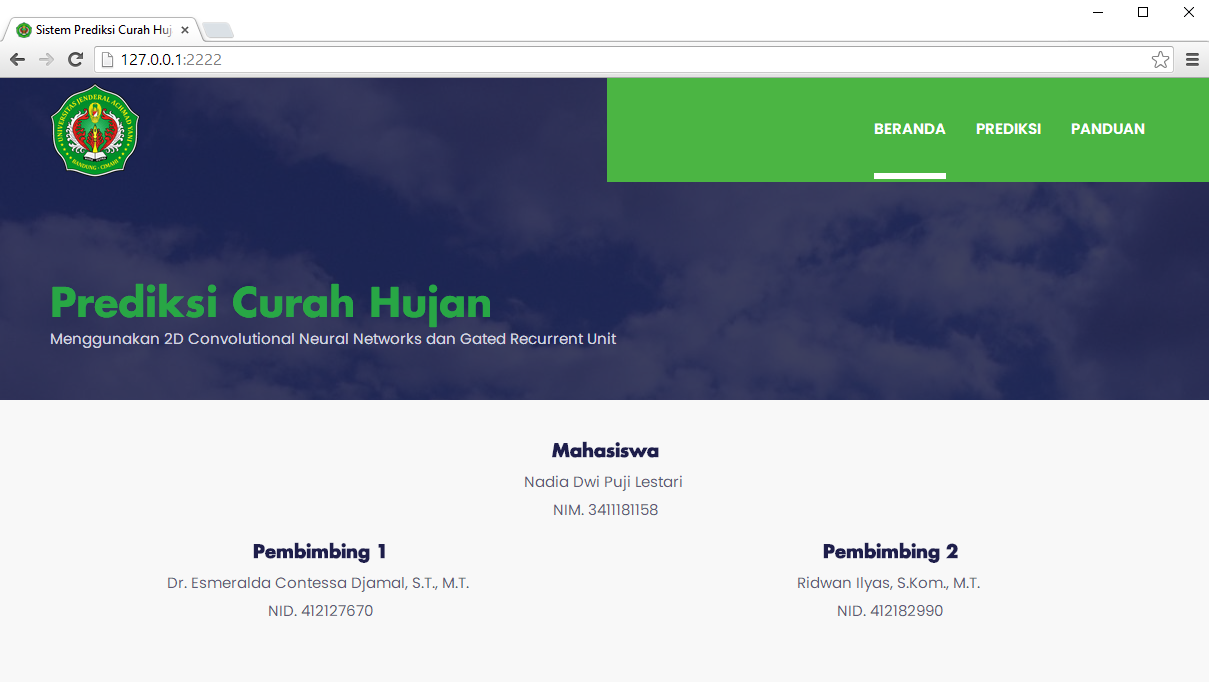 Sistem Prediksi Curah Huj
127.0.0.1:2222
UNIVERSITAS JENDERAL ACHMAD YANI
BANDUNG - CIMAHI
BERANDA PREDIKSI PANDUAN
Prediksi Curah Hujan
Menggunakan 2D Convolutional Neural Networks dan Gated Recurrent Unit
Mahasiswa
Nadia Dwi Puji Lestari
NIM. 3411181158
Pembimbing 1
Dr. Esmeralda Contessa Djamal, S.T., M.T.
NID. 412127670
Pembimbing 2
Ridwan Ilyas, S.Kom., M.T.
NID. 412182990